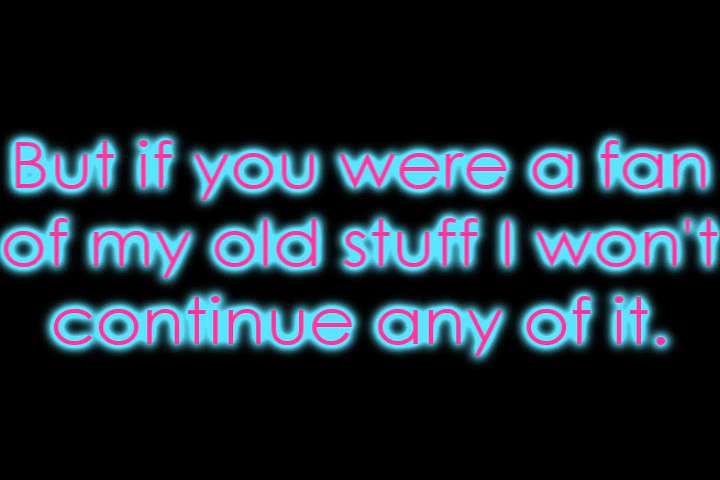 But if you were a fan
of my old stuff I won't
continue any of it.